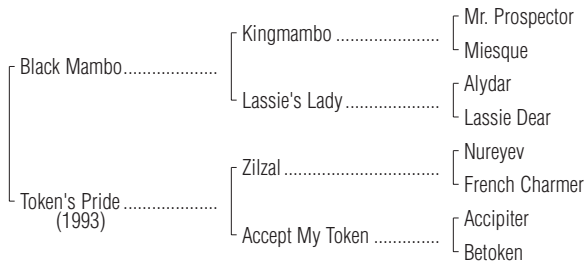 Mr. Prospector
Kingmambo ......................
Miesque
Black Mambo....................
Alydar
Lassie's Lady....................
Lassie Dear
Nureyev
Zilzal .................................
French Charmer
Token's Pride ....................
(1993)
Accipiter
Accept My Token ..............
Betoken